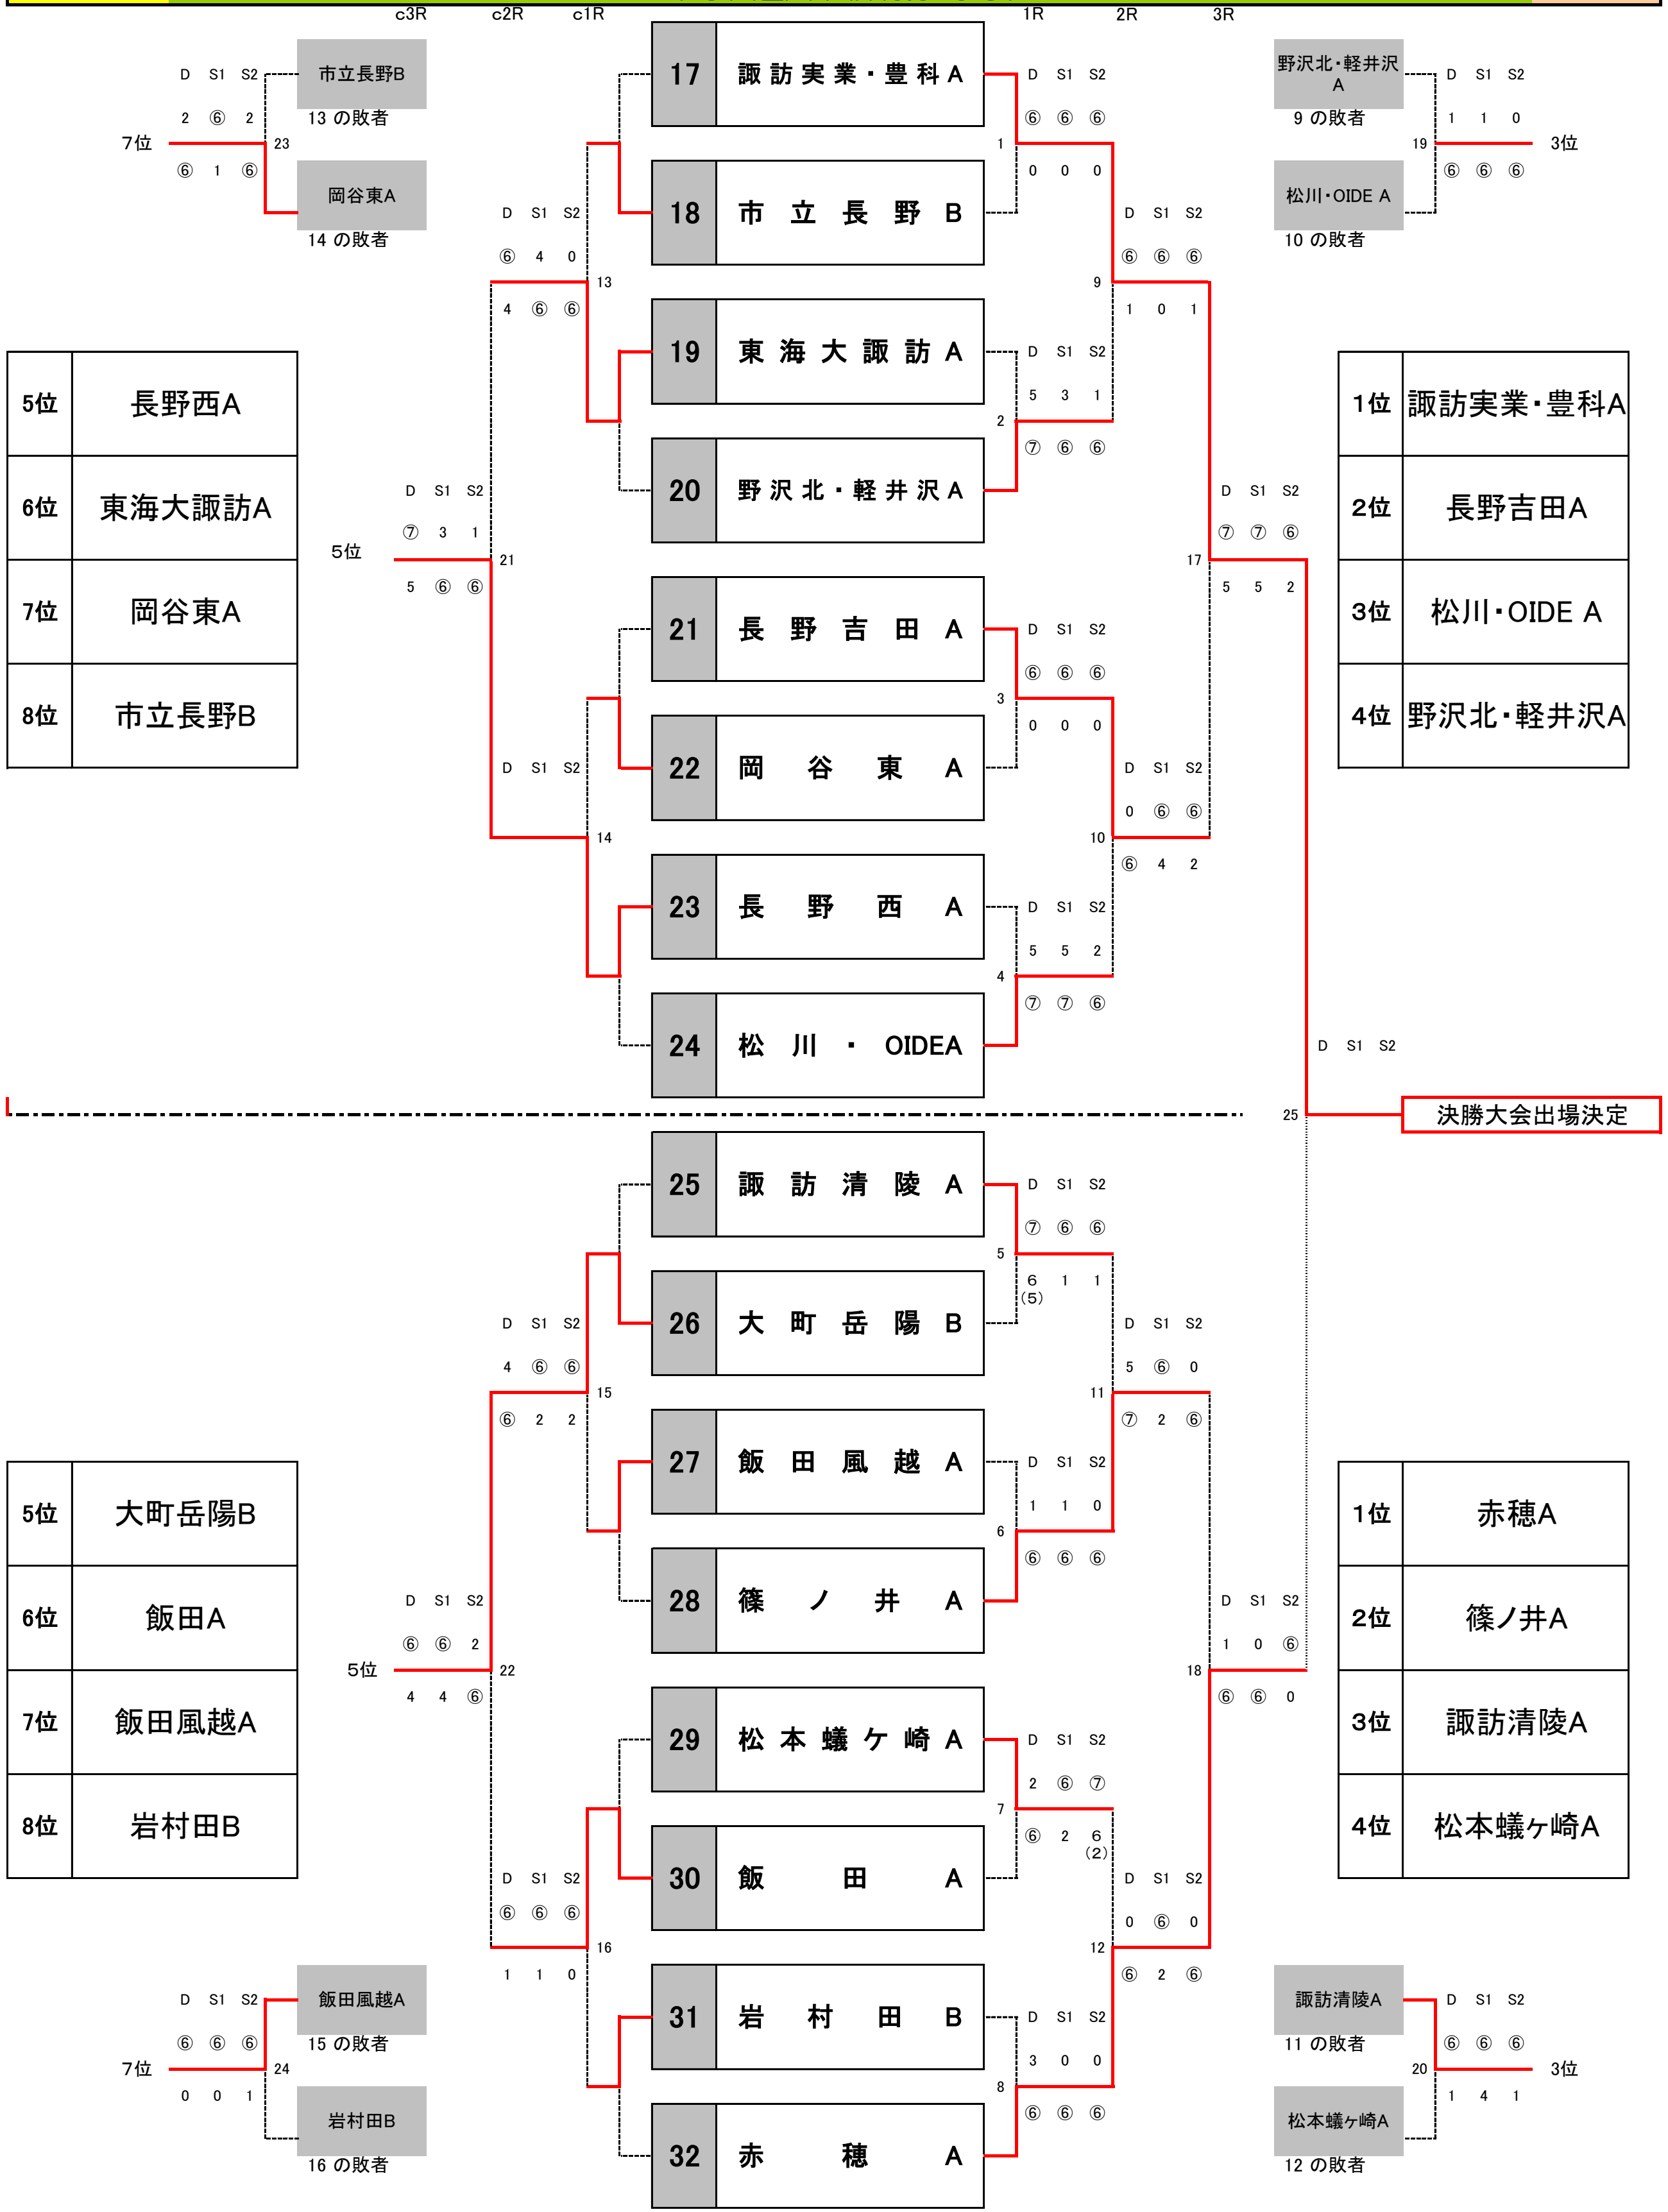 c3R c2R c1R 1R 2R 3R
17 諏訪実業・豊科A
市立長野B
13 の敗者
D S1 S2
2 ⑥ 2
7位 23
⑥ 1 ⑥
岡谷東A
14 の敗者
D S1 S2
⑥ ⑥ ⑥
1
0 0 0
野沢北・軽井沢
A
9 の敗者
D S1 S2
1 1 0
19 3位
⑥ ⑥ ⑥
松川・OIDE A
10 の敗者
18 市立長野B
D S1 S2
⑥ 4 0
13
4 ⑥ ⑥
D S1 S2
⑥ ⑥ ⑥
9
1 0 1
19 東海大諏訪A
D S1 S2
5 3 1
2
⑦ ⑥ ⑥
20 野沢北・軽井沢A
5位 長野西A
6位 東海大諏訪A
7位 岡谷東A
8位 市立長野B
D S1 S2
⑦ 3 1
5位 21
5 ⑥ ⑥
D S1 S2
⑦ ⑦ ⑥
17
5 5 2
1位 諏訪実業・豊科A
2位 長野吉田A
3位 松川・OIDE A
4位 野沢北・軽井沢A
21 長野吉田A
D S1 S2
⑥ ⑥ ⑥
3
0 0 0
22 岡谷東A
D S1 S2
14
D S1 S2
0 ⑥ ⑥
10
⑥ 4 2
23 長野西A
D S1 S2
5 5 2
4
⑦ ⑦ ⑥
24 松川・OIDEA
D S1 S2
25 決勝大会出場決定
25 諏訪清陵A
D S1 S2
⑦ ⑥ ⑥
5
6 1 1
(5)
26 大町岳陽B
D S1 S2
4 ⑥ ⑥
15
⑥ 2 2
D S1 S2
5 ⑥ 0
11
⑦ 2 ⑥
27 飯田風越A
D S1 S2
1 1 0
6
⑥ ⑥ ⑥
28 篠ノ井A
5位 大町岳陽B
6位 飯田A
7位 飯田風越A
8位 岩村田B
D S1 S2
⑥ ⑥ 2
5位 22
4 4 ⑥
D S1 S2
1 0 ⑥
18
⑥ ⑥ 0
1位 赤穂A
2位 篠ノ井A
3位 諏訪清陵A
4位 松本蟻ヶ崎A
29 松本蟻ケ崎A
D S1 S2
2 ⑥ ⑦
7
⑥ 2 6
(2)
30 飯田A
D S1 S2
⑥ ⑥ ⑥
16
1 1 0
D S1 S2
0 ⑥ 0
12
⑥ 2 ⑥
31 岩村田B
D S1 S2
3 0 0
8
⑥ ⑥ ⑥
32 赤穂A
飯田風越A
15 の敗者
D S1 S2
⑥ ⑥ ⑥
7位 24
0 0 1
岩村田B
16 の敗者
諏訪清陵A
11 の敗者
D S1 S2
⑥ ⑥ ⑥
20 3位
1 4 1
松本蟻ヶ崎A
12 の敗者